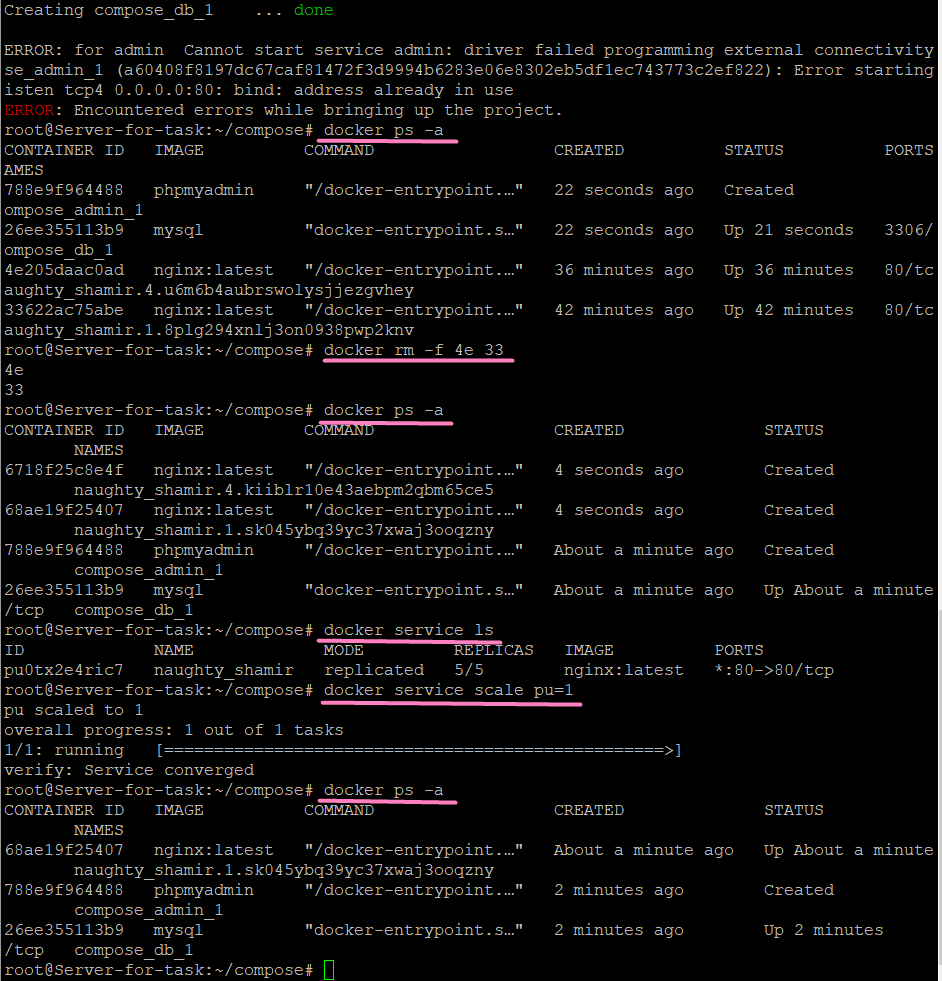 Creating compose_db_1    ... done
ERROR: for admin  Cannot start service admin: driver failed programming external connectivity
se_admin_1 (a60408f8197dc67caf81472f3d9994b6283e06e8302eb5df1ec743773c2ef822): Error starting
isten tcp4 0.0.0.0:80: bind: address already in use
ERROR: Encountered errors while bringing up the project.
root@Server-for-task:~/compose# docker ps -a
CONTAINER ID   IMAGE          COMMAND                  CREATED          STATUS          PORTS
AMES
788e9f964488   phpmyadmin     "/docker-entrypoint.…"   22 seconds ago   Created
ompose_admin_1
26ee355113b9   mysql          "docker-entrypoint.s…"   22 seconds ago   Up 21 seconds   3306/
ompose_db_1
4e205daac0ad   nginx:latest   "/docker-entrypoint.…"   36 minutes ago   Up 36 minutes   80/tc
aughty_shamir.4.u6m6b4aubrswolysjjezgvhey
33622ac75abe   nginx:latest   "/docker-entrypoint.…"   42 minutes ago   Up 42 minutes   80/tc
aughty_shamir.1.8plg294xnlj3on0938pwp2knv
root@Server-for-task:~/compose# docker rm -f 4e 33
4e
33
root@Server-for-task:~/compose# docker ps -a
CONTAINER ID   IMAGE          COMMAND                  CREATED              STATUS
       NAMES
6718f25c8e4f   nginx:latest   "/docker-entrypoint.…"   4 seconds ago        Created
       naughty_shamir.4.kiiblr10e43aebpm2qbm65ce5
68ae19f25407   nginx:latest   "/docker-entrypoint.…"   4 seconds ago        Created
       naughty_shamir.1.sk045ybq39yc37xwaj3ooqzny
788e9f964488   phpmyadmin     "/docker-entrypoint.…"   About a minute ago   Created
       compose_admin_1
26ee355113b9   mysql          "docker-entrypoint.s…"   About a minute ago   Up About a minute
/tcp   compose_db_1
root@Server-for-task:~/compose# docker service ls
ID             NAME             MODE         REPLICAS   IMAGE          PORTS
pu0tx2e4ric7   naughty_shamir   replicated   5/5        nginx:latest   *:80->80/tcp
root@Server-for-task:~/compose# docker service scale pu=1
pu scaled to 1
overall progress: 1 out of 1 tasks
1/1: running   [==================================================>]
verify: Service converged
root@Server-for-task:~/compose# docker ps -a
CONTAINER ID   IMAGE          COMMAND                  CREATED              STATUS
       NAMES
68ae19f25407   nginx:latest   "/docker-entrypoint.…"   About a minute ago   Up About a minute
       naughty_shamir.1.sk045ybq39yc37xwaj3ooqzny
788e9f964488   phpmyadmin     "/docker-entrypoint.…"   2 minutes ago        Created
       compose_admin_1
26ee355113b9   mysql          "docker-entrypoint.s…"   2 minutes ago        Up 2 minutes
/tcp   compose_db_1
root@Server-for-task:~/compose#